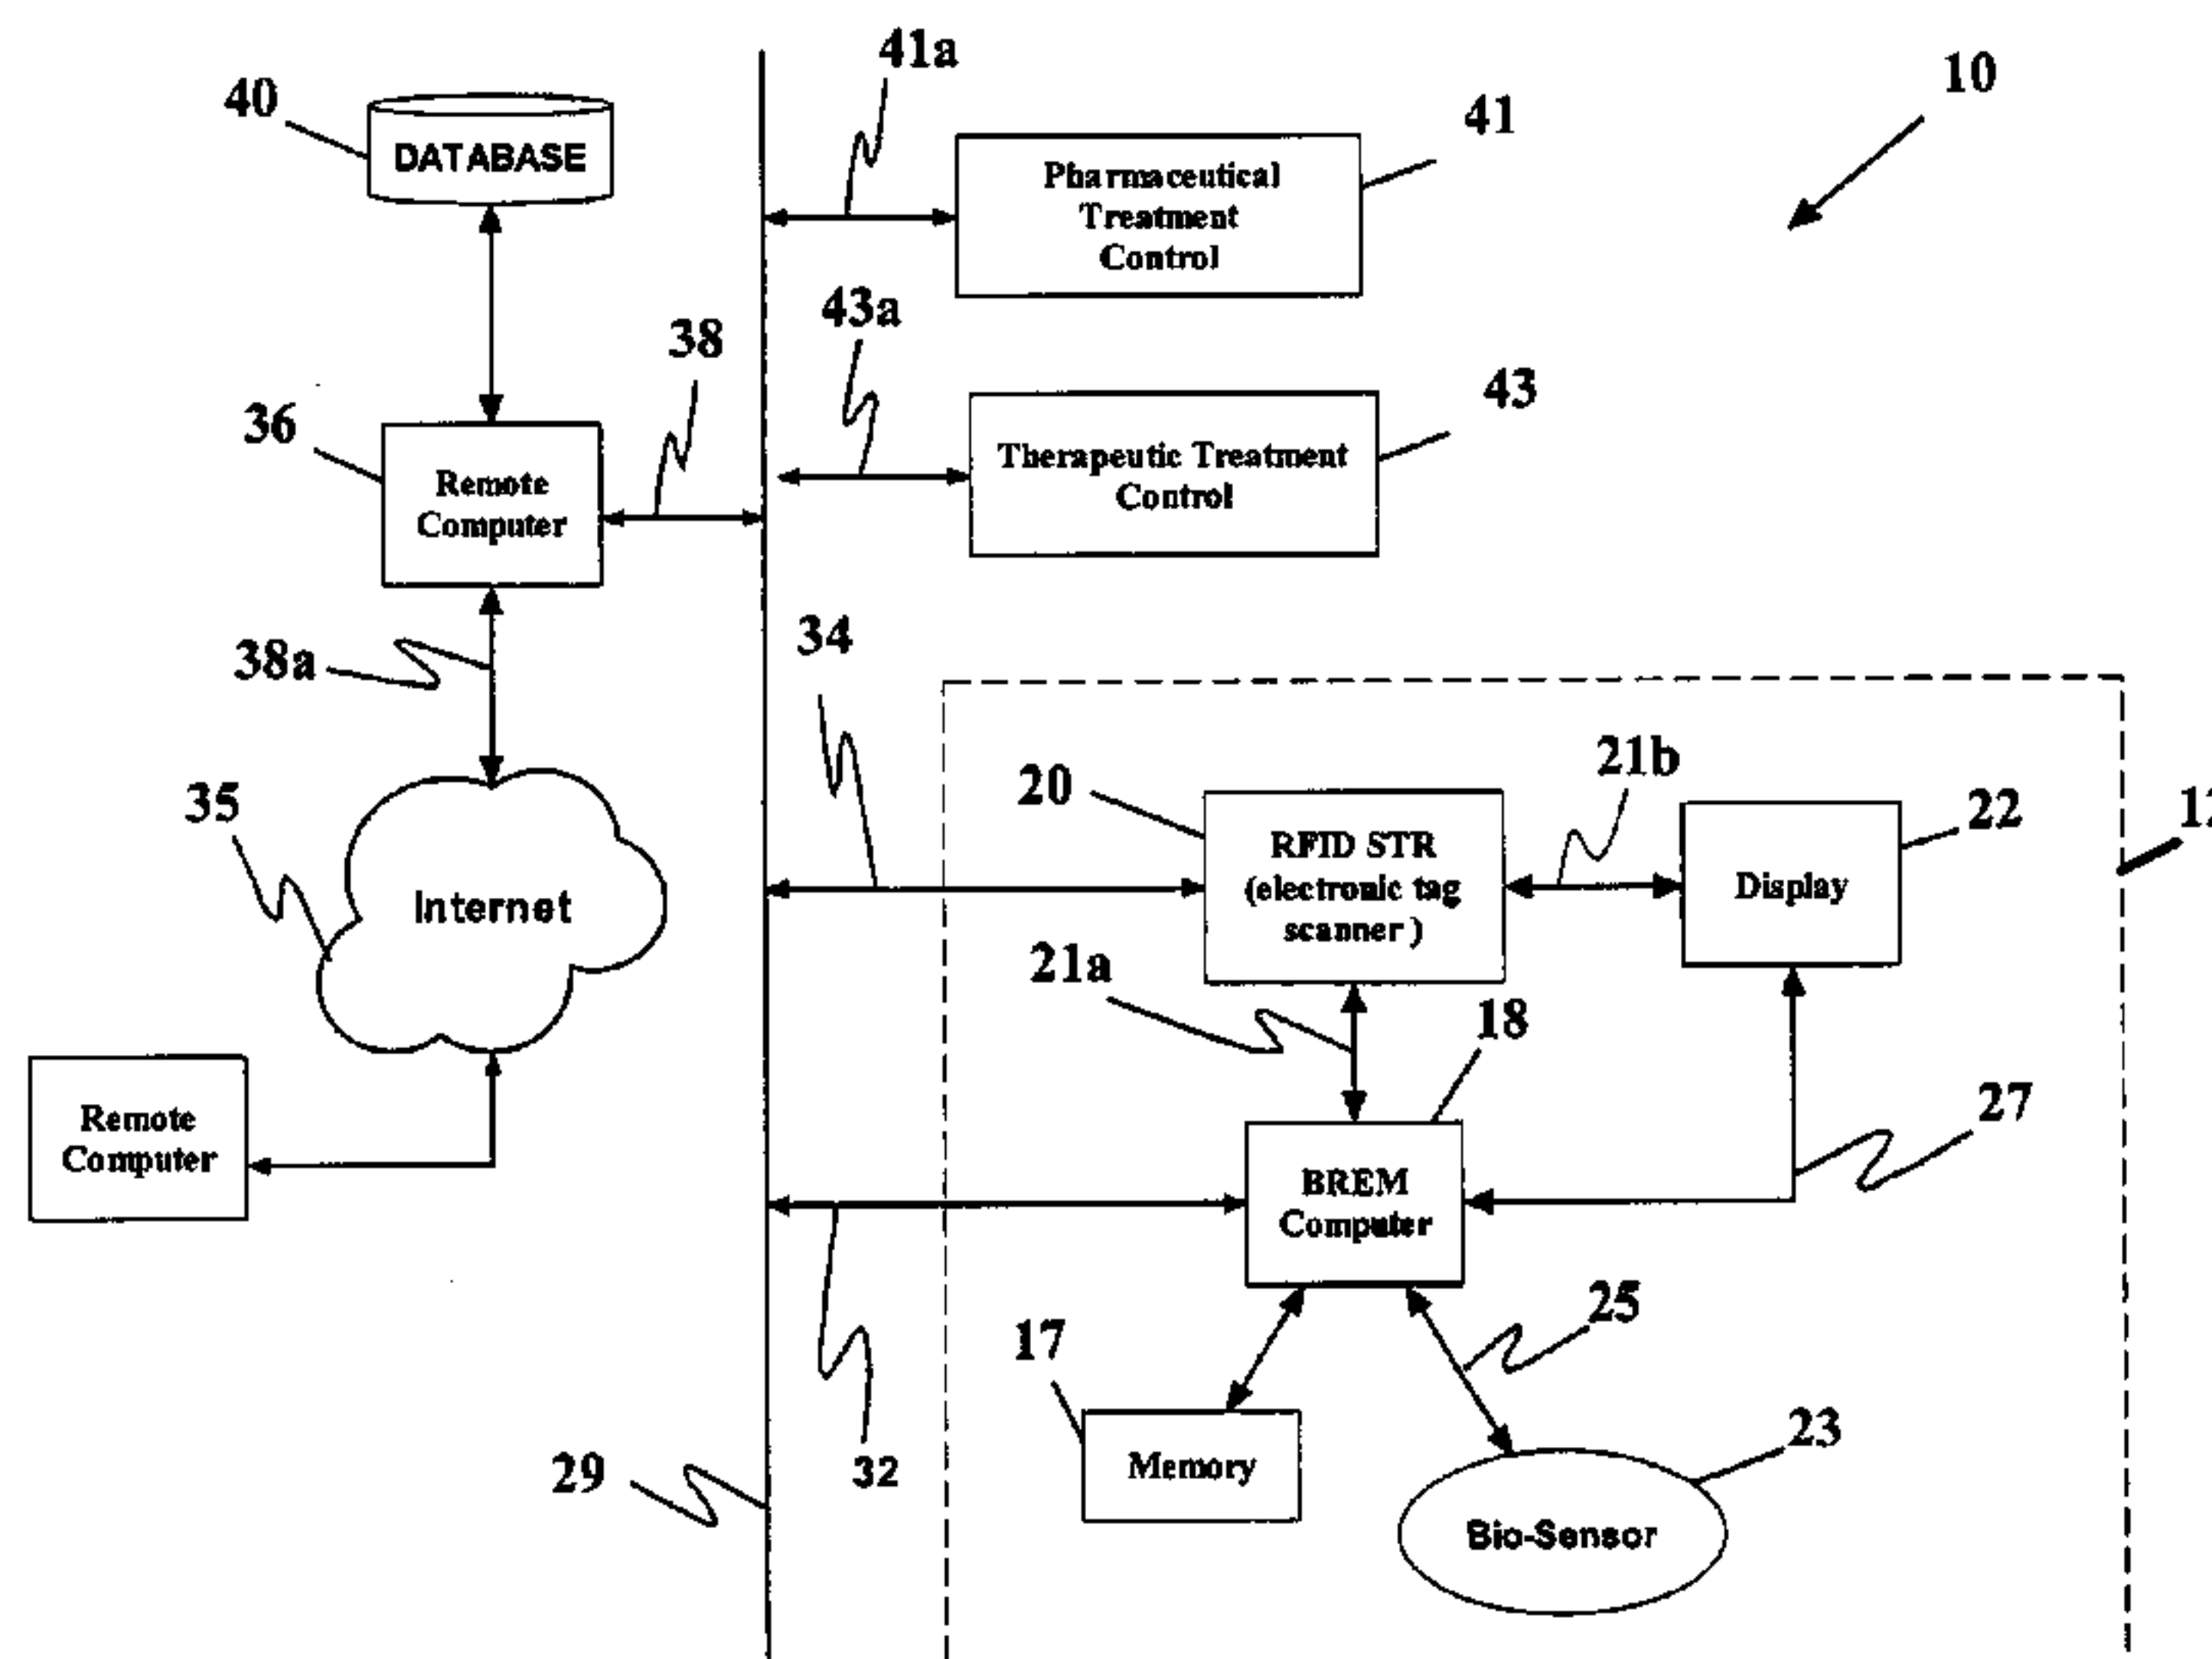 41a
10
40
DATABASE
41
Pharmaceutical
Treatment
Control
43a
38
43
36
Remote
Computer
Therapeutic Treatment
Control
34
38a
21b
20
35
22
RFID STR
(electronic tag
scanner)
Display
Internet
21a
18
27
Remote
Computer
BREM
Computer
25
17
23
29
32
Memory
Bio-Sensor